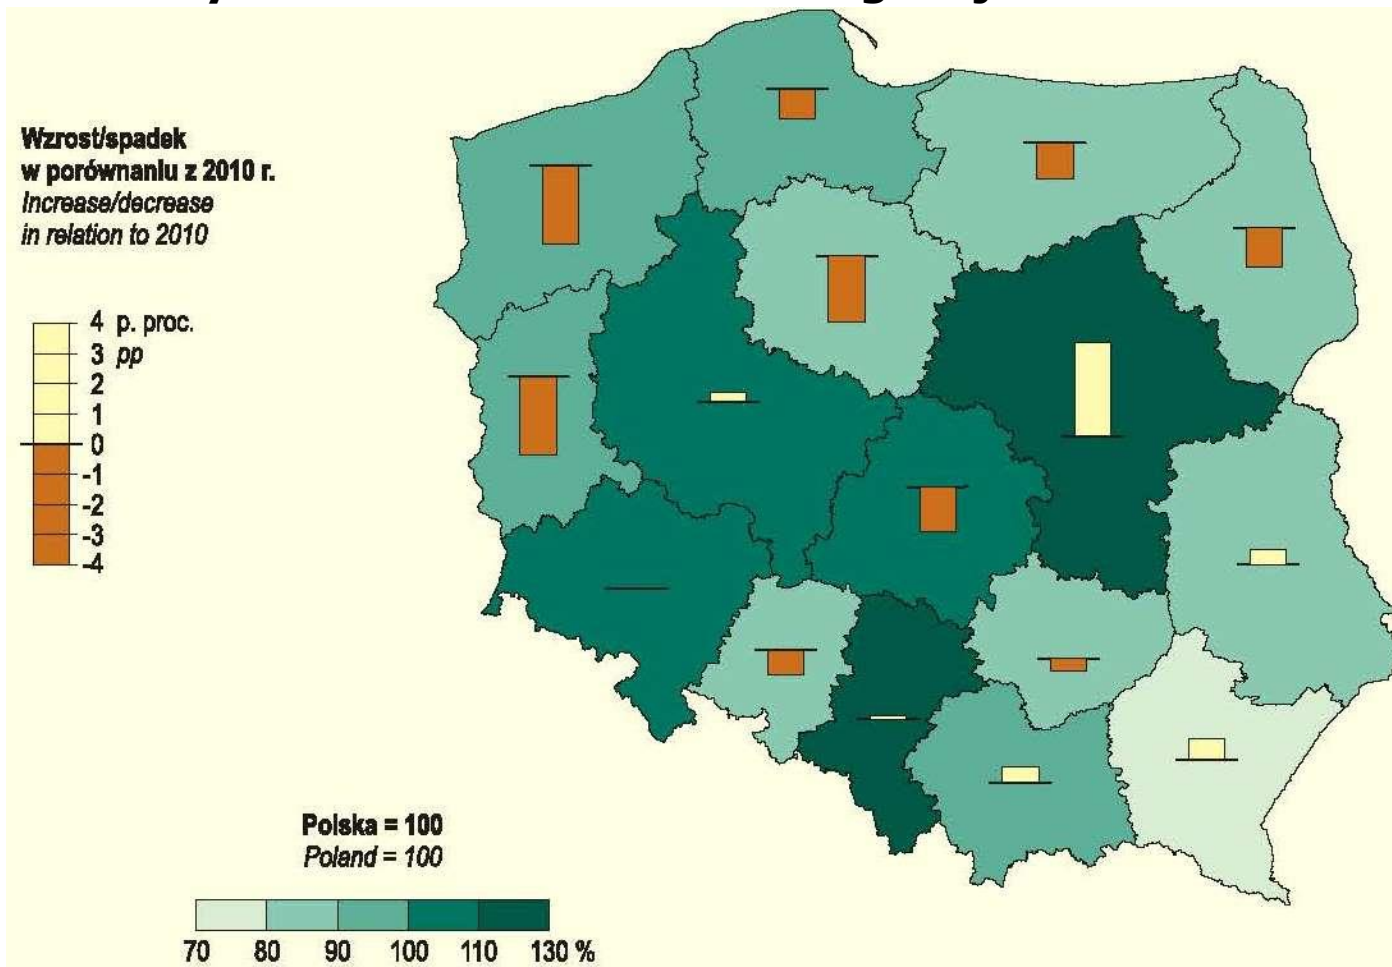 Wzrost/spadek
w porównaniu z 2010 r.
Increase/decrease
in relation to 2010
4 p. proc.
3 pp
2
1
0
-1
-2
-3
-4
Polska = 100
Poland = 100
70 80 90 100 110 130 %